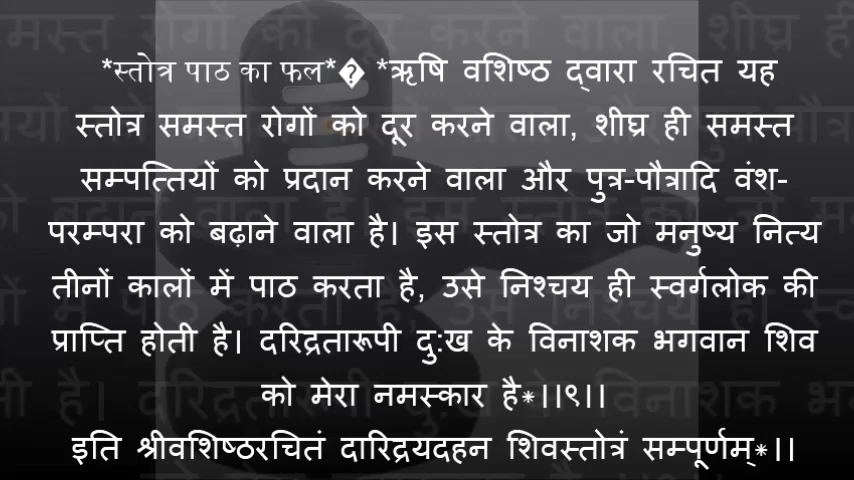 *स्तोत्र पाठ का फल*� *ऋषि वशिष्ठ द्वारा रचित यह
स्तोत्र समस्त रोगों को दूर करने वाला, शीघ्र ही समस्त
सम्पत्तियों को प्रदान करने वाला और पुत्र-पौत्रादि वंश-
परम्परा को बढ़ाने वाला है। इस स्तोत्र का जो मनुष्य नित्य
तीनों कालों में पाठ करता है, उसे निश्चय ही स्वर्गलोक की
प्राप्ति होती है। दरिद्रतारूपी दु:ख के विनाशक भगवान शिव
को मेरा नमस्कार है*।।९।।
इति श्रीवशिष्ठरचितं दारिद्रयदहन शिवस्तोत्रं सम्पूर्णम्*।।